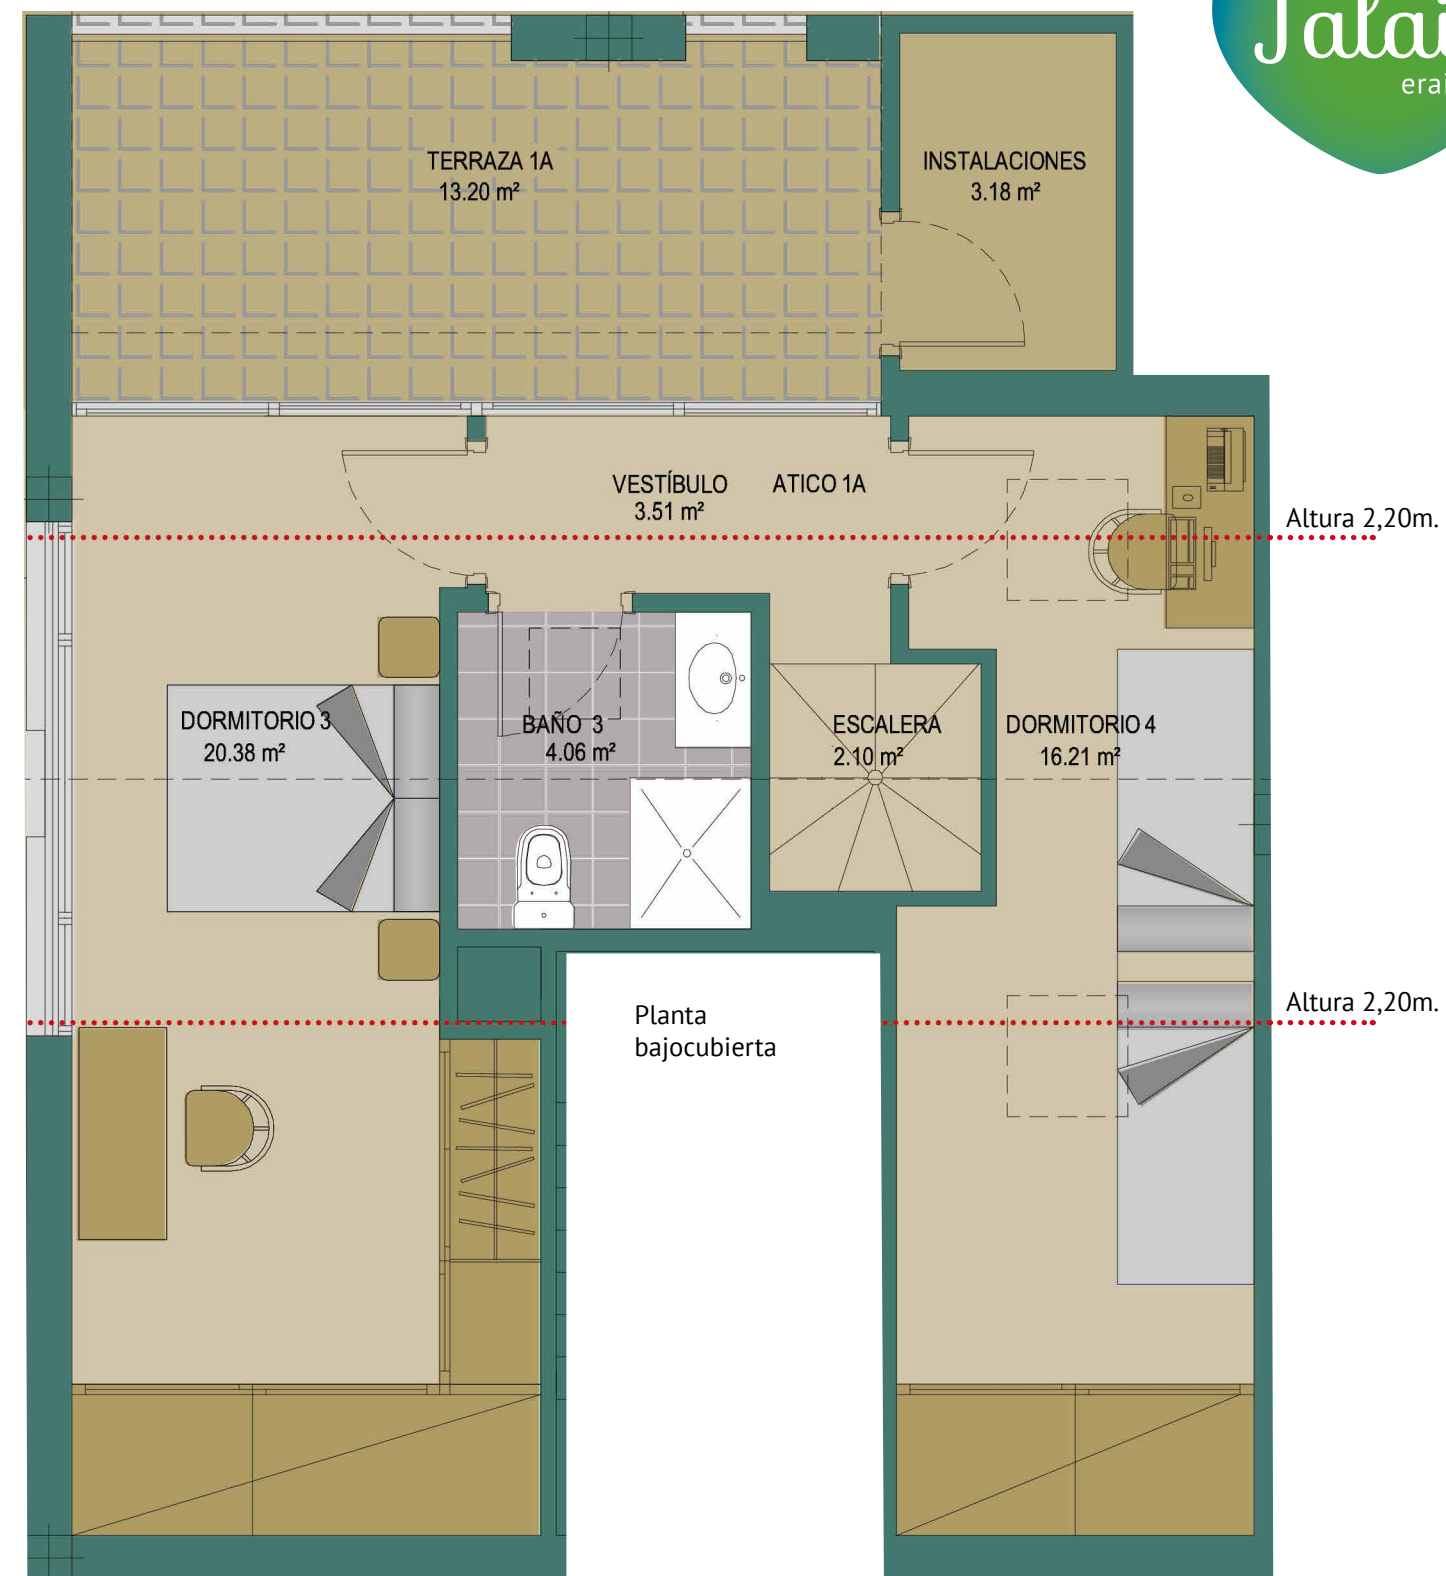 TERRAZA 1A
13.20 m²
INSTALACIONES
3.18 m²
VESTÍBULO
3.51 m²
ATICO 1A
Altura 2,20m.
DORMITORIO 3
20.38 m²
BAÑO 3
4.06 m²
ESCALERA
2.10 m²
DORMITORIO 4
16.21 m²
Altura 2,20m.
Planta
bajocubierta